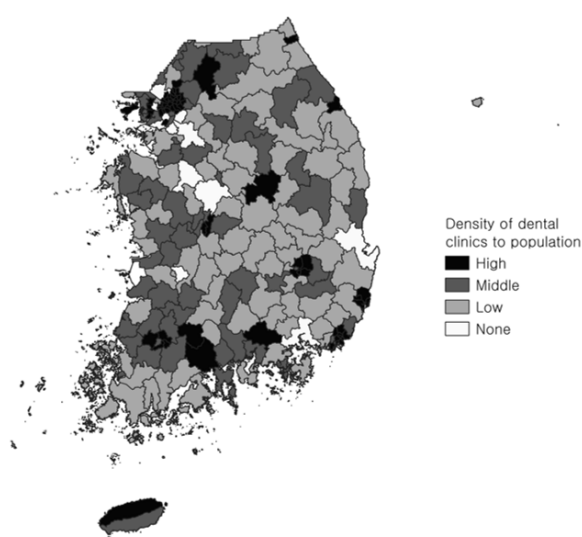 Density of dental
clinics to population
High
Middle
Low
None